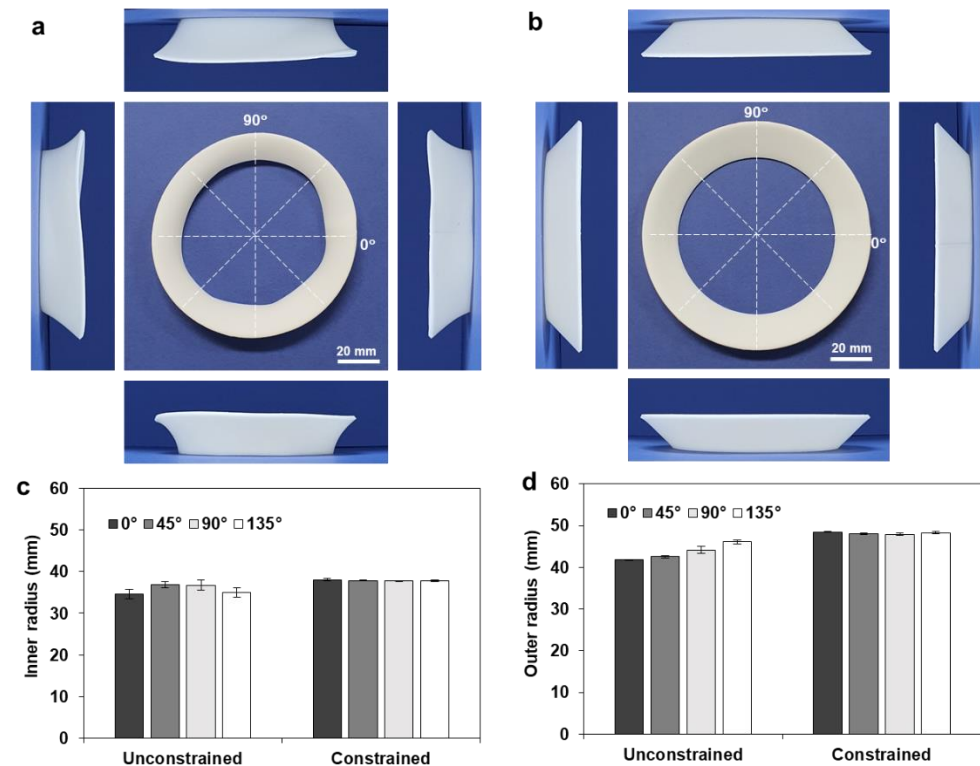 a
90°
0°
20 mm
b
90°
0°
20 mm
c
60
50
40
30
20
10
0
Inner radius (mm)
0° 45° 90° 135°
Unconstrained Constrained
d
60
50
40
30
20
10
0
Outer radius (mm)
0° 45° 90° 135°
Unconstrained Constrained